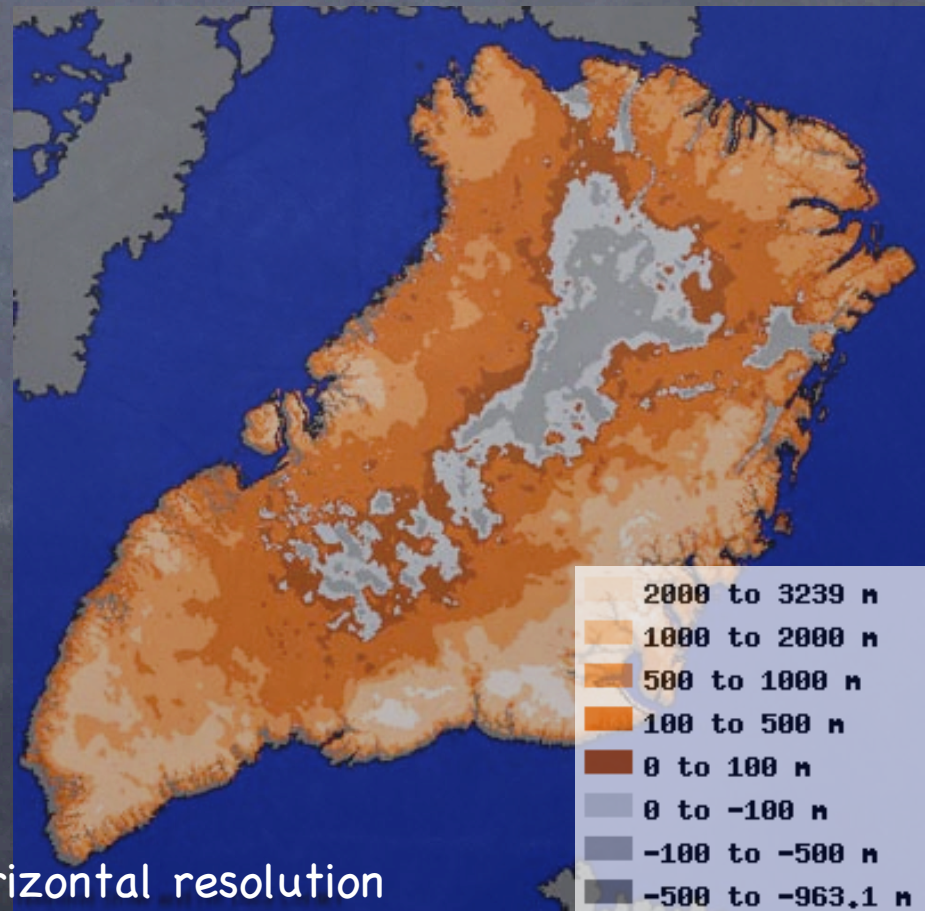 2000 to 3239 m
1000 to 2000 m
500 to 1000 m
100 to 500 m
0 to 100 m
0 to -100 m
-100 to -500 m
-500 to -963.1 m
resolution